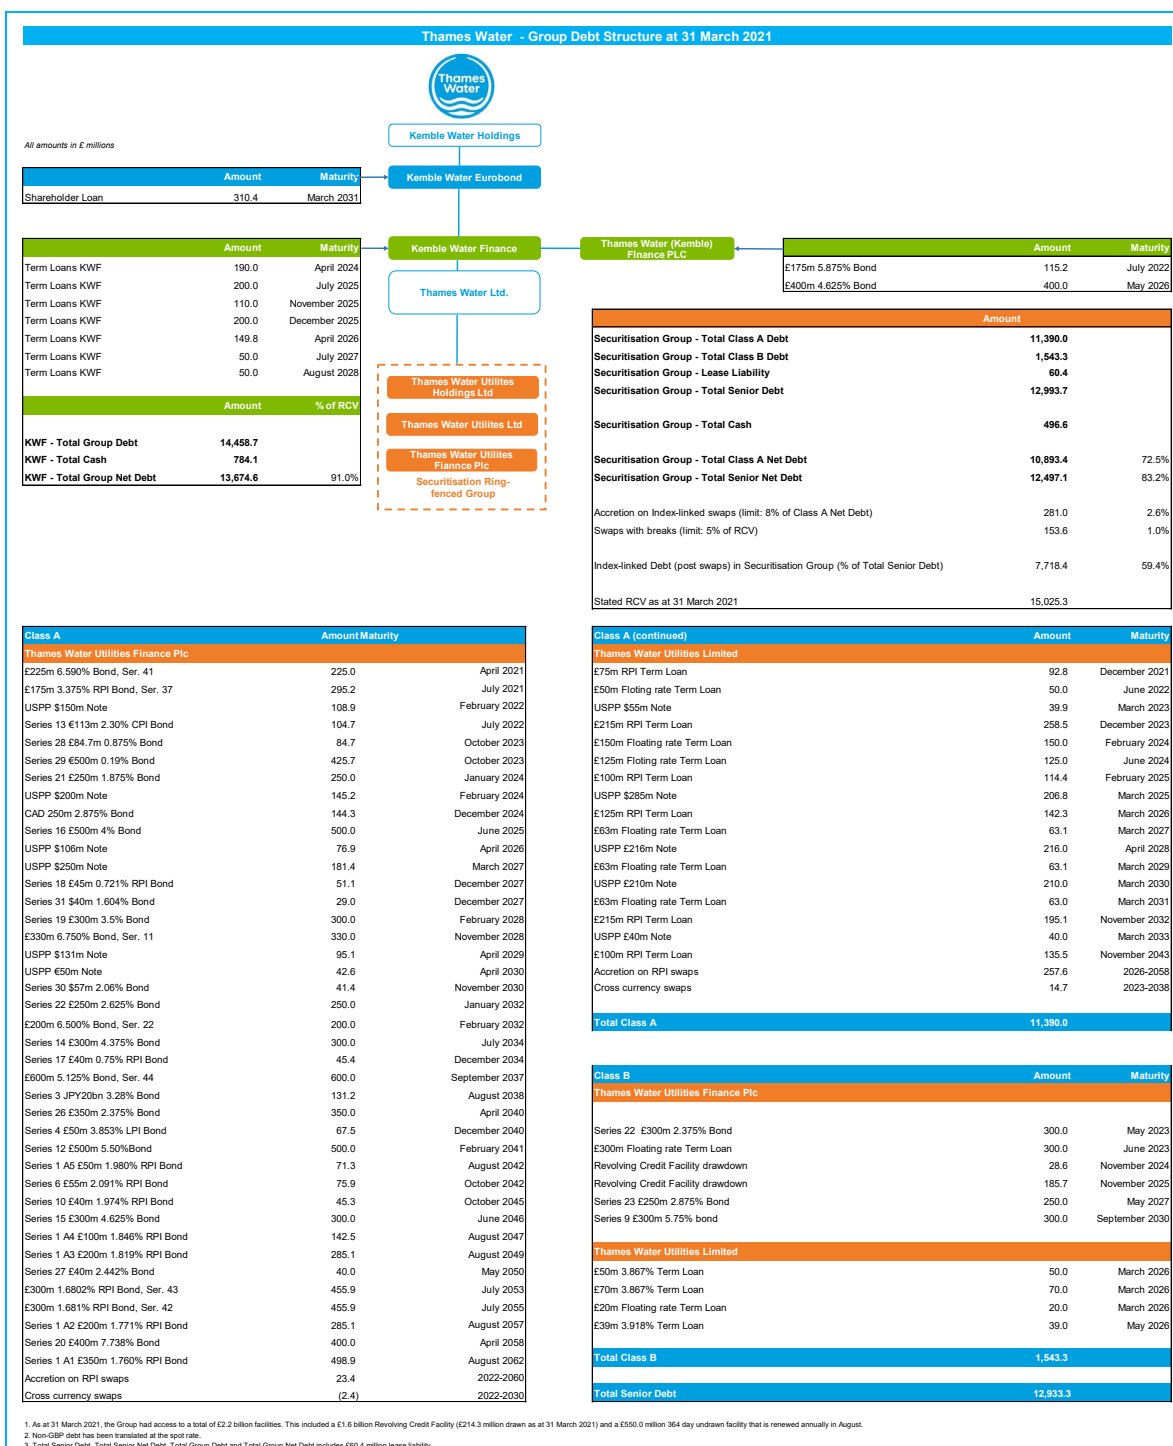 Thames Water - Group Debt Structure at 31 March 2021
Thames
Water
Kemble Water Holdings
All amounts in £ millions
Amount Maturity
Kemble Water Eurobond
Shareholder Loan 310.4 March 2031
Amount Maturity
Kemble Water Finance
Thames Water (Kemble)
FInance PLC
Amount Maturity
Term Loans KWF 190.0 April 2024
Term Loans KWF 200.0 July 2025
Term Loans KWF 110.0 November 2025
Term Loans KWF 200.0 December 2025
Term Loans KWF 149.8 April 2026
Term Loans KWF 50.0 July 2027
Term Loans KWF 50.0 August 2028
£175m 5.875% Bond 115.2 July 2022
£400m 4.625% Bond 400.0 May 2026
Thames Water Ltd.
Amount % of RCV
KWF - Total Group Debt 14,458.7
KWF - Total Cash 784.1
KWF - Total Group Net Debt 13,674.6 91.0%
Thames Water Utilites
Holdings Ltd
Thames Water Utilites Ltd
Thames Water Utilites
Fiannce Plc
Securitisation Ring-
fenced Group
Amount
Securitisation Group - Total Class A Debt 11,390.0
Securitisation Group - Total Class B Debt 1,543.3
Securitisation Group - Lease Liability 60.4
Securitisation Group - Total Senior Debt 12,993.7
Securitisation Group - Total Cash 496.6
Securitisation Group - Total Class A Net Debt 10,893.4 72.5%
Securitisation Group - Total Senior Net Debt 12,497.1 83.2%
Accretion on Index-linked swaps (limit: 8% of Class A Net Debt) 281.0 2.6%
Swaps with breaks (limit: 5% of RCV) 153.6 1.0%
Index-linked Debt (post swaps) in Securitisation Group (% of Total Senior Debt) 7,718.4 59.4%
Stated RCV as at 31 March 2021 15,025.3
Class A Amount Maturity
Thames Water Utilities Finance Plc
£225m 6.590% Bond, Ser. 41 225.0 April 2021
£175m 3.375% RPI Bond, Ser. 37 295.2 July 2021
USPP $150m Note 108.9 February 2022
Series 13 €113m 2.30% CPI Bond 104.7 July 2022
Series 28 £84.7m 0.875% Bond 84.7 October 2023
Series 29 €500m 0.19% Bond 425.7 October 2023
Series 21 £250m 1.875% Bond 250.0 January 2024
USPP $200m Note 145.2 February 2024
CAD 250m 2.875% Bond 144.3 December 2024
Series 16 £500m 4% Bond 500.0 June 2025
USPP $106m Note 76.9 April 2026
USPP $250m Note 181.4 March 2027
Series 18 £45m 0.721% RPI Bond 51.1 December 2027
Series 31 $40m 1.604% Bond 29.0 December 2027
Series 19 £300m 3.5% Bond 300.0 February 2028
£330m 6.750% Bond, Ser. 11 330.0 November 2028
USPP $131m Note 95.1 April 2029
USPP €50m Note 42.6 April 2030
Series 30 $57m 2.06% Bond 41.4 November 2030
Series 22 £250m 2.625% Bond 250.0 January 2032
£200m 6.500% Bond, Ser. 22 200.0 February 2032
Series 14 £300m 4.375% Bond 300.0 July 2034
Series 17 £40m 0.75% RPI Bond 45.4 December 2034
£600m 5.125% Bond, Ser. 44 600.0 September 2037
Series 3 JPY20bn 3.28% Bond 131.2 August 2038
Series 26 £350m 2.375% Bond 350.0 April 2040
Series 4 £50m 3.853% LPI Bond 67.5 December 2040
Series 12 £500m 5.50%Bond 500.0 February 2041
Series 1 A5 £50m 1.980% RPI Bond 71.3 August 2042
Series 6 £55m 2.091% RPI Bond 75.9 October 2042
Series 10 £40m 1.974% RPI Bond 45.3 October 2045
Series 15 £300m 4.625% Bond 300.0 June 2046
Series 1 A4 £100m 1.846% RPI Bond 142.5 August 2047
Series 1 A3 £200m 1.819% RPI Bond 285.1 August 2049
Series 27 £40m 2.442% Bond 40.0 May 2050
£300m 1.6802% RPI Bond, Ser. 43 455.9 July 2053
£300m 1.681% RPI Bond, Ser. 42 455.9 July 2055
Series 1 A2 £200m 1.771% RPI Bond 285.1 August 2057
Series 20 £400m 7.738% Bond 400.0 April 2058
Series 1 A1 £350m 1.760% RPI Bond 498.9 August 2062
Accretion on RPI swaps 23.4 2022-2060
Cross currency swaps (2.4) 2022-2030
Class A (continued) Amount Maturity
Thames Water Utilities Limited
£75m RPI Term Loan 92.8 December 2021
£50m Floting rate Term Loan 50.0 June 2022
USPP $55m Note 39.9 March 2023
£215m RPI Term Loan 258.5 December 2023
£150m Floating rate Term Loan 150.0 February 2024
£125m Floting rate Term Loan 125.0 June 2024
£100m RPI Term Loan 114.4 February 2025
USPP $285m Note 206.8 March 2025
£125m RPI Term Loan 142.3 March 2026
£63m Floating rate Term Loan 63.1 March 2027
USPP £216m Note 216.0 April 2028
£63m Floating rate Term Loan 63.1 March 2029
USPP £210m Note 210.0 March 2030
£63m Floating rate Term Loan 63.0 March 2031
£215m RPI Term Loan 195.1 November 2032
USPP £40m Note 40.0 March 2033
£100m RPI Term Loan 135.5 November 2043
Accretion on RPI swaps 257.6 2026-2058
Cross currency swaps 14.7 2023-2038
Total Class A 11,390.0
Class B Amount Maturity
Thames Water Utilities Finance Plc
Series 22 £300m 2.375% Bond 300.0 May 2023
£300m Floating rate Term Loan 300.0 June 2023
Revolving Credit Facility drawdown 28.6 November 2024
Revolving Credit Facility drawdown 185.7 November 2025
Series 23 £250m 2.875% Bond 250.0 May 2027
Series 9 £300m 5.75% bond 300.0 September 2030
Thames Water Utilities Limited
£50m 3.867% Term Loan 50.0 March 2026
£70m 3.867% Term Loan 70.0 March 2026
£20m Floating rate Term Loan 20.0 March 2026
£39m 3.918% Term Loan 39.0 May 2026
Total Class B 1,543.3
Total Senior Debt 12,933.3
1. As at 31 March 2021, the Group had access to a total of £2.2 billion facilities. This included a £1.6 billion Revolving Credit Facility (£214.3 million drawn as at 31 March 2021) and a £550.0 million 364 day undrawn facility that is renewed annually in August.
2. Non-GBP debt has been translated at the spot rate.
3. Total Senior Debt, Total Senior Net Debt, Total Group Debt and Total Group Net Debt includes £60.4 million lease liability.